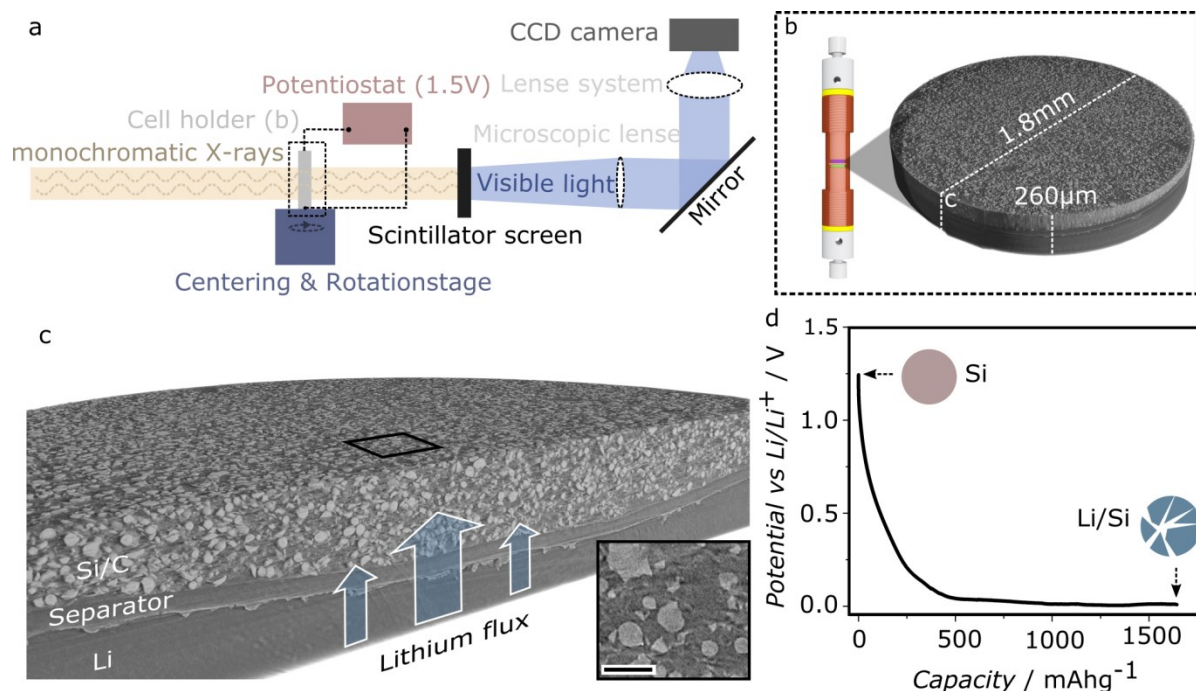 a
CCD camera
Potentiostat (1.5V)
Lense system
Cell holder (b)
Microscopic lense
monochromatic X-rays
Visible light
Mirror
Scintillator screen
Centering & Rotationstage
b
1.8mm
c
260µm
c
Si/C
Separator
Li
Lithium flux
d
1.5
1.0
0.5
0.0
Potential vs Li/Li+ / V
Si
Li/Si
0
500
1000
1500
Capacity / mAhg-1